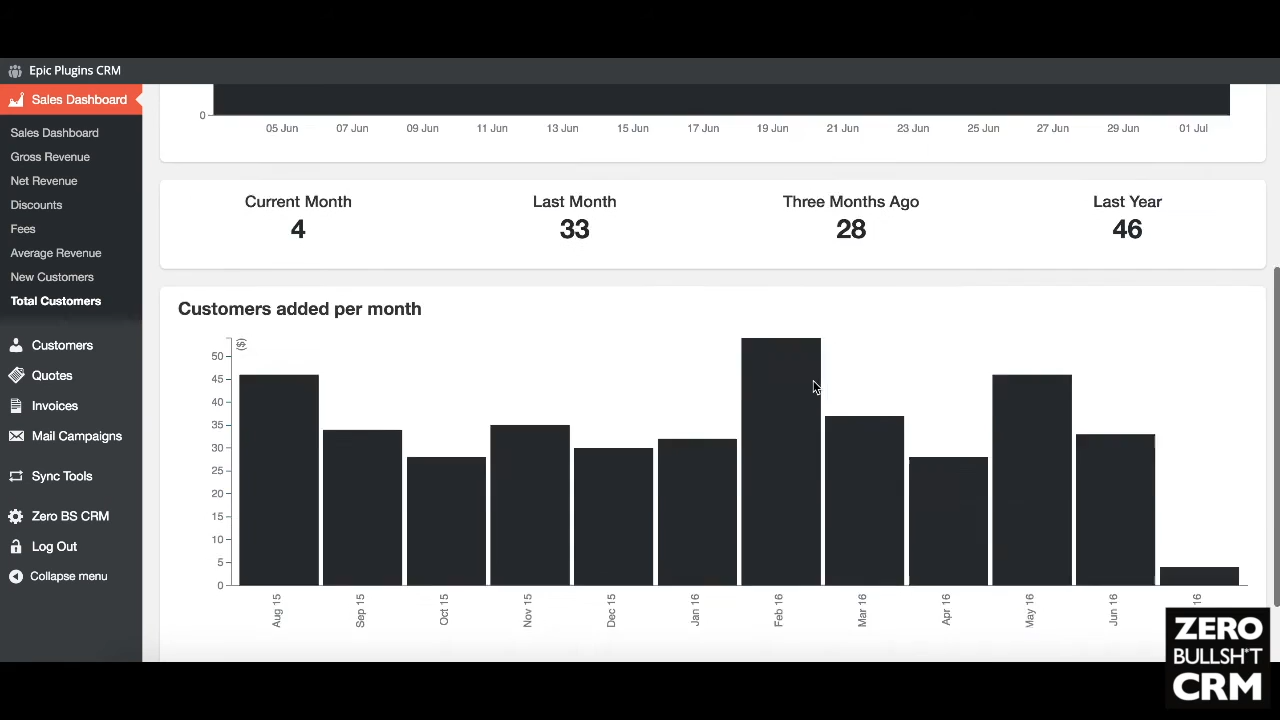 Epic Plugins CRM
Sales Dashboard
Sales Dashboard
Gross Revenue
Net Revenue
Discounts
Fees
Average Revenue
New Customers
Total Customers
Customers
Quotes
Invoices
Mail Campaigns
Sync Tools
Zero BS CRM
Log Out
Collapse menu
0
05 Jun 07 Jun 09 Jun 11 Jun 13 Jun 15 Jun 17 Jun 19 Jun 21 Jun 23 Jun 25 Jun 27 Jun 29 Jun 01 Jul
Current Month Last Month Three Months Ago Last Year
4 33 28 46
Customers added per month
($)
50
45
40
35
30
25
20
15
10
5
0
Aug 15 Sep 15 Oct 15 Nov 15 Dec 15 Jan 16 Feb 16 Mar 16 Apr 16 May 16 Jun 16 16
ZERO
BULLSH*T
CRM